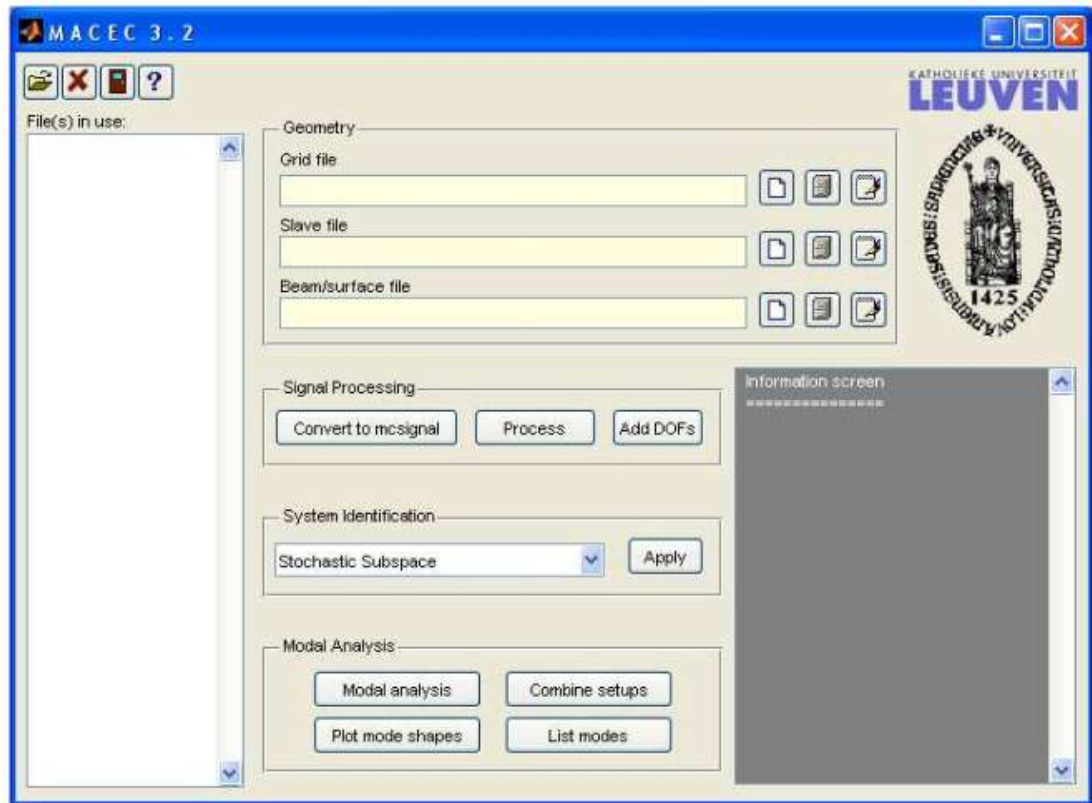 MACEC 3.2
?
KATHOLIEKE UNIVERSITEIT
LEUVEN
File(s) in use:
Geometry
Grid file
Slave file
Beam/surface file
1425
Signal Processing
Convert to mcsignal
Process
Add DOFs
Information screen
================
System Identification
Stochastic Subspace
Apply
Modal Analysis
Modal analysis
Combine setups
Plot mode shapes
List modes